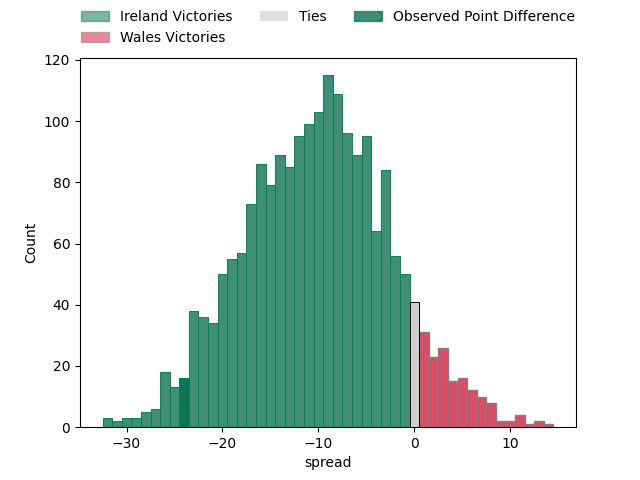 Ireland Victories
Ties
Observed Point Difference
Wales Victories
120
100
80
60
40
20
0
Count
−30
−20
−10
0
10
spread